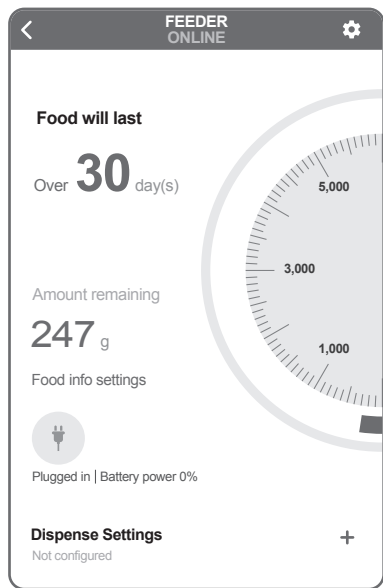 FEEDER
ONLINE
Food will last
Over 30 day(s)
5,000
3,000
1,000
Amount remaining
247 g
Food info settings
Plugged in | Battery power 0%
Dispense Settings
+
Not configured